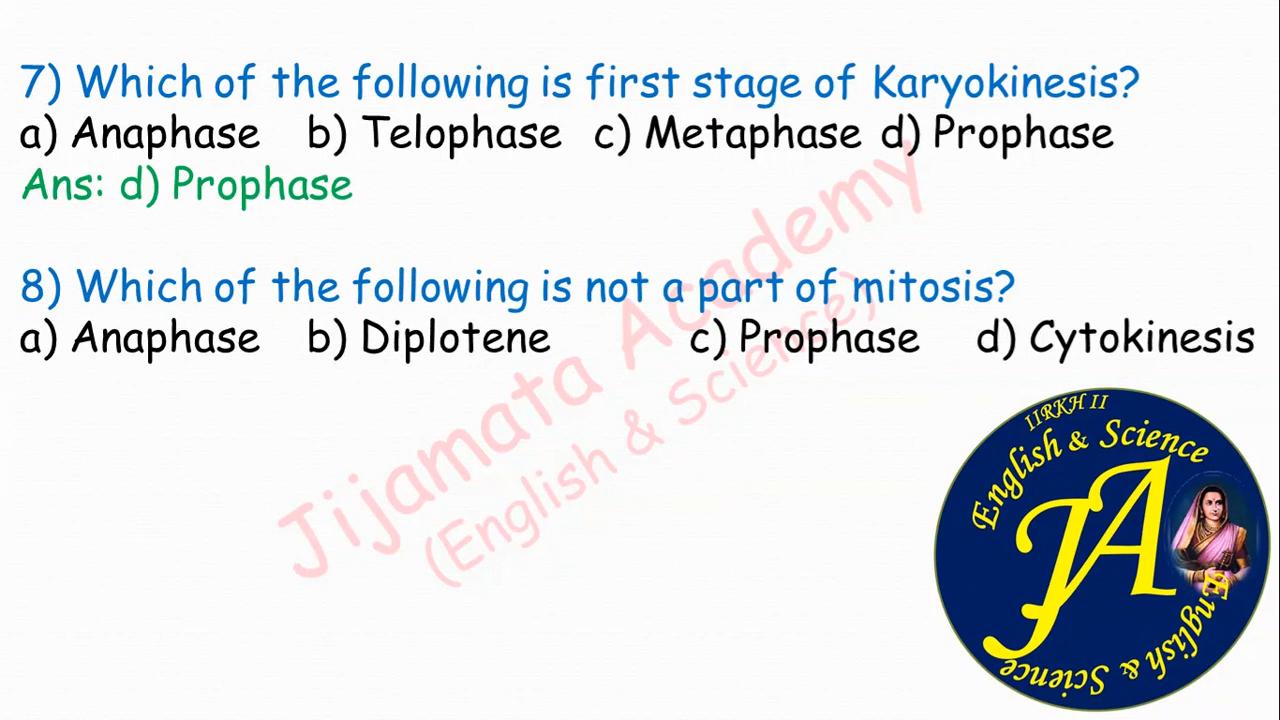 7) Which of the following is first stage of Karyokinesis?
a) Anaphase b) Telophase c) Metaphase d) Prophase
Ans: d) Prophase
8) Which of the following is not a part of mitosis?
a) Anaphase b) Diplotene c) Prophase d) Cytokinesis
Jijamata Academy
(English & Science)
IIRKH II
English & Science
JA
English & Science